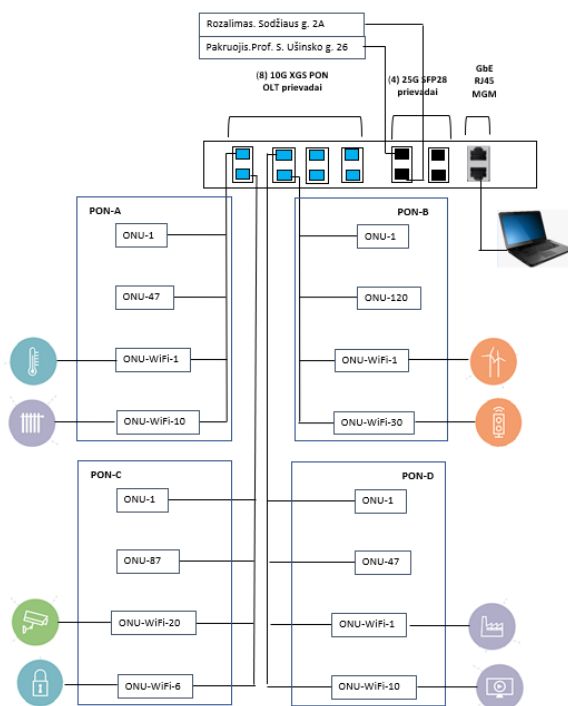 Rozalimas. Sodžiaus g. 2A
Pakruojis.Prof. S. Ušinsko g. 26
(8) 10G XGS PON
OLT prievadai
(4) 25G SFP28
prievadai
GbE
RJ45
MGM
PON-A
ONU-1
ONU-47
ONU-WiFi-1
ONU-WiFi-10
PON-B
ONU-1
ONU-120
ONU-WiFi-1
ONU-WiFi-30
PON-C
ONU-1
ONU-87
ONU-WiFi-20
ONU-WiFi-6
PON-D
ONU-1
ONU-47
ONU-WiFi-1
ONU-WiFi-10